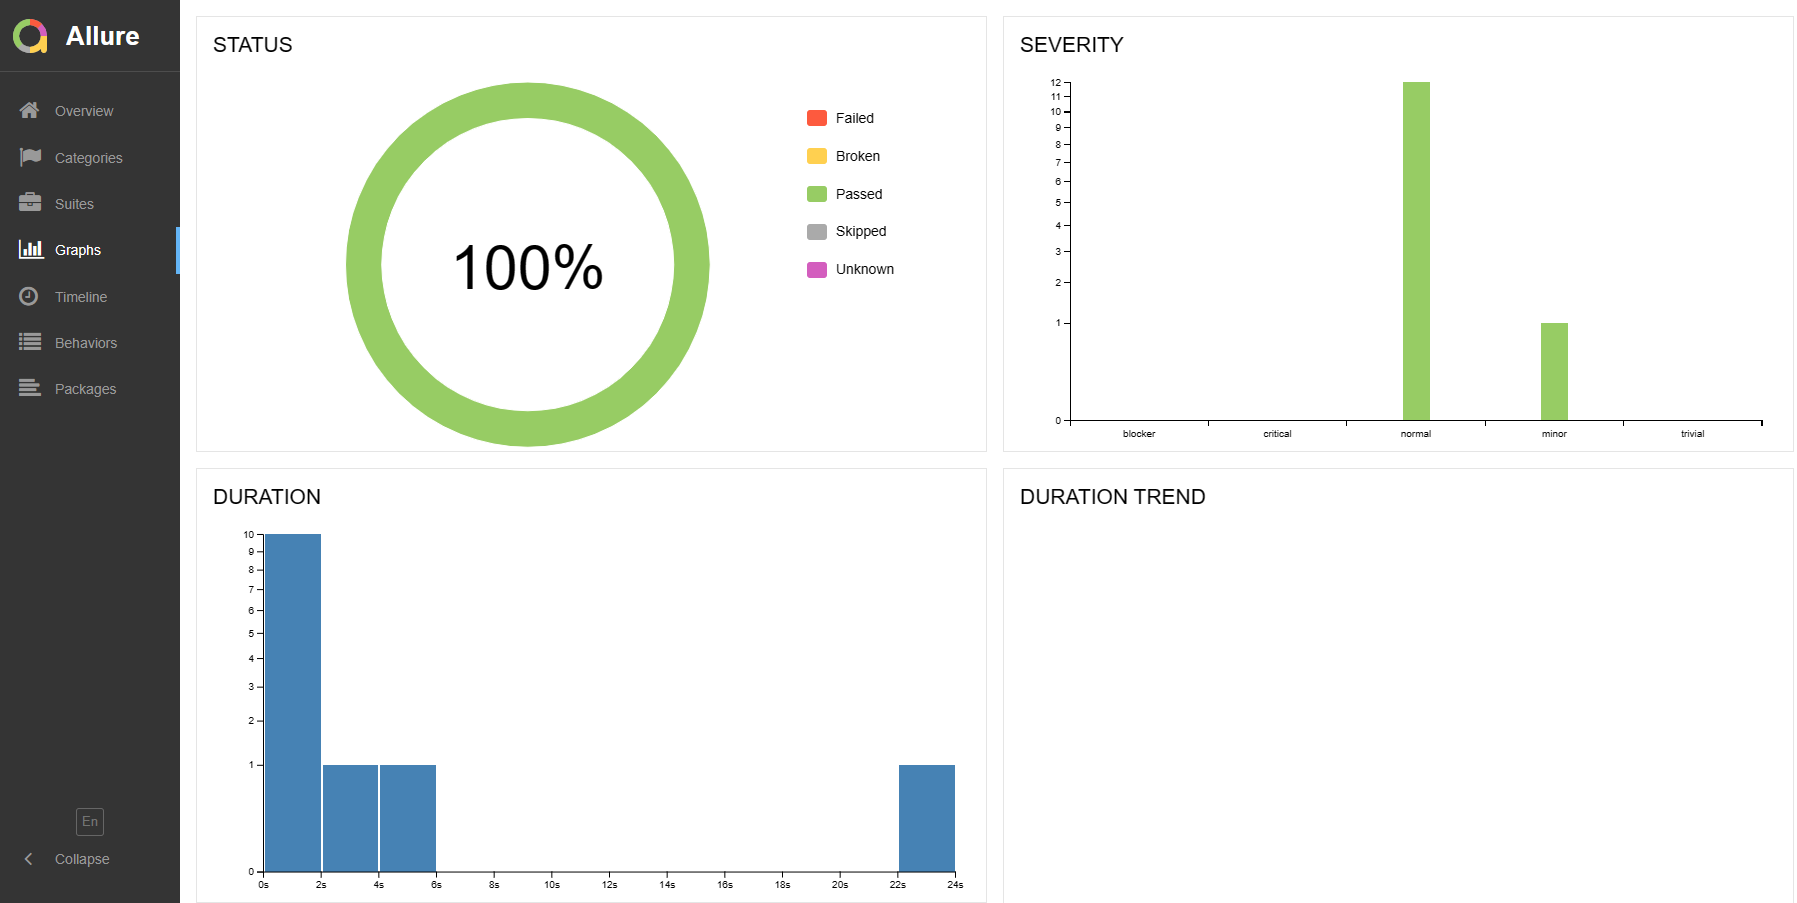 Allure
Overview
Categories
Suites
Graphs
Timeline
Behaviors
Packages
En
Collapse
STATUS
100%
Failed
Broken
Passed
Skipped
Unknown
SEVERITY
12
11
10
9
8
7
6
5
4
3
2
1
0
blocker critical normal minor trivial
DURATION
10
9
8
7
6
5
4
3
2
1
0
0s 2s 4s 6s 8s 10s 12s 14s 16s 18s 20s 22s 24s
DURATION TREND